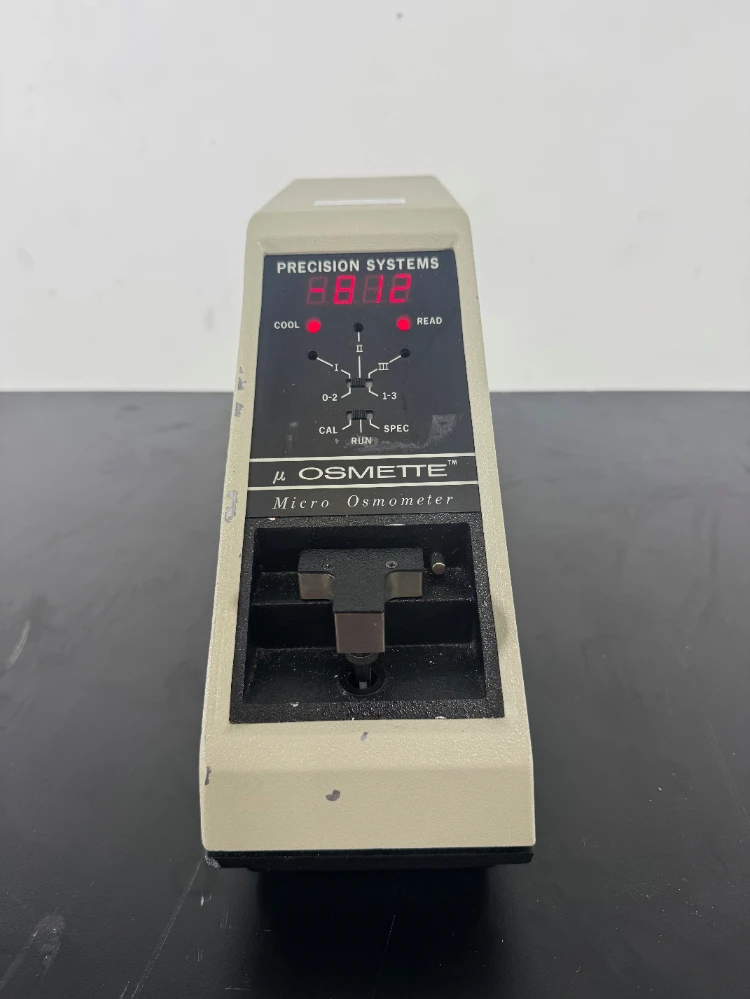 PRECISION SYSTEMS
-812
COOL READ
I II III
0-2 1-3
CAL RUN SPEC
μ OSMETTE™
Micro Osmometer